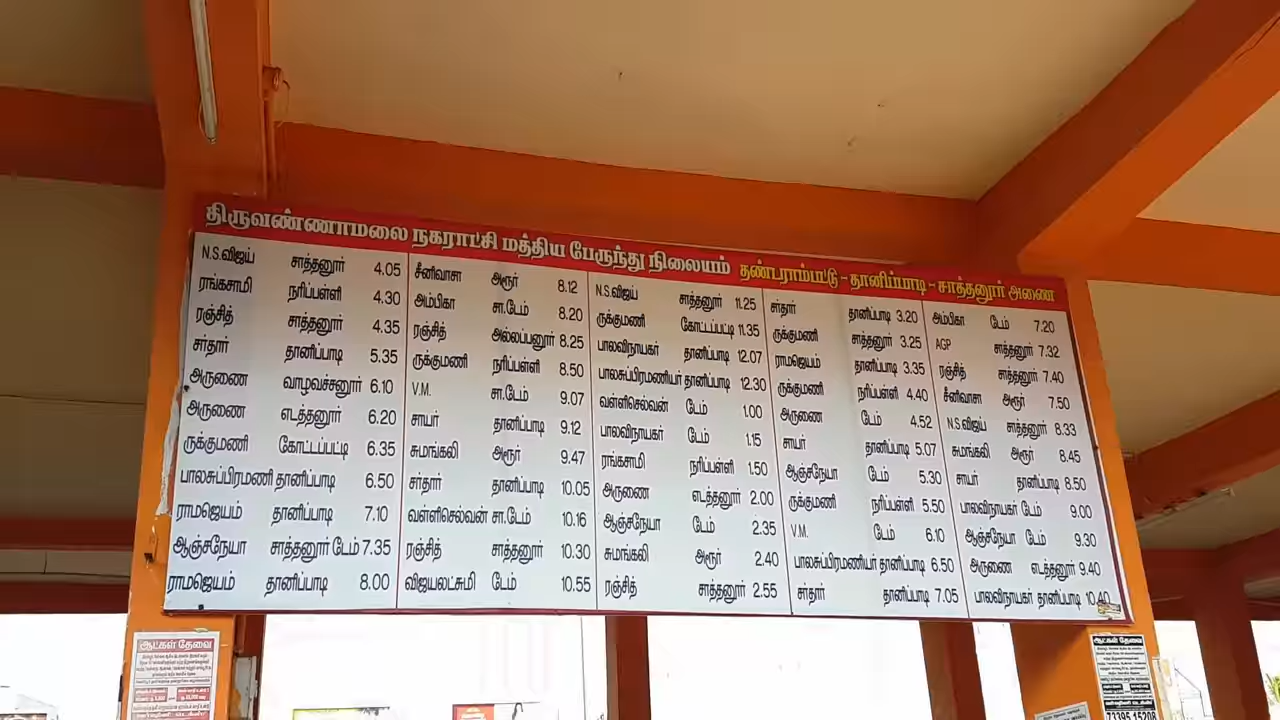 திருவண்ணாமலை நகராட்சி மத்திய பேருந்து நிலையம் தண்டராம்பட்டு - தானிப்பாடி - சாத்தனூர் அணை
N.S.விஜய் சாத்தனூர் 4.05
ரங்கசாமி நரிப்பள்ளி 4.30
ரஞ்சித் சாத்தனூர் 4.35
சர்தார் தானிப்பாடி 5.35
அருணை வாழவச்சனூர் 6.10
அருணை எடத்தனூர் 6.20
ருக்குமணி கோட்டப்பட்டி 6.35
பாலசுப்பிரமணி தானிப்பாடி 6.50
ராமஜெயம் தானிப்பாடி 7.10
ஆஞ்சநேயா சாத்தனூர் டேம் 7.35
ராமஜெயம் தானிப்பாடி 8.00
சீனிவாசா அரூர் 8.12
அம்பிகா சா.டேம் 8.20
ரஞ்சித் அல்லப்பனூர் 8.25
ருக்குமணி நரிப்பள்ளி 8.50
V.M. சா.டேம் 9.07
சாயர் தானிப்பாடி 9.12
சுமங்கலி அரூர் 9.47
சர்தார் தானிப்பாடி 10.05
வள்ளிசெல்வன் சா.டேம் 10.16
ரஞ்சித் சாத்தனூர் 10.30
விஜயலட்சுமி டேம் 10.55
N.S.விஜய் சாத்தனூர் 11.25
ருக்குமணி கோட்டப்பட்டி 11.35
பாலவிநாயகர் தானிப்பாடி 12.07
பாலசுப்பிரமணியர் தானிப்பாடி 12.30
வள்ளிசெல்வன் டேம் 1.00
பாலவிநாயகர் டேம் 1.15
ரங்கசாமி நரிப்பள்ளி 1.50
அருணை எடத்தனூர் 2.00
ஆஞ்சநேயா டேம் 2.35
சுமங்கலி அரூர் 2.40
ரஞ்சித் சாத்தனூர் 2.55
சர்தார் தானிப்பாடி 3.20
ருக்குமணி சாத்தனூர் 3.25
ராமஜெயம் தானிப்பாடி 3.35
ருக்குமணி நரிப்பள்ளி 4.40
அருணை டேம் 4.52
சாயர் தானிப்பாடி 5.07
ஆஞ்சநேயா டேம் 5.30
ருக்குமணி நரிப்பள்ளி 5.50
V.M. டேம் 6.10
பாலசுப்பிரமணியர் தானிப்பாடி 6.50
சர்தார் தானிப்பாடி 7.05
அம்பிகா டேம் 7.20
AGP சாத்தனூர் 7.32
ரஞ்சித் சாத்தனூர் 7.40
சீனிவாசா அரூர் 7.50
N.S.விஜய் சாத்தனூர் 8.33
சுமங்கலி அரூர் 8.45
சாயர் தானிப்பாடி 8.50
பாலவிநாயகர் டேம் 9.00
ஆஞ்சநேயா டேம் 9.30
அருணை எடத்தனூர் 9.40
பாலவிநாயகர் தானிப்பாடி 10.40
ஆட்கள் தேவை
ஆட்கள் தேவை
73395 15208